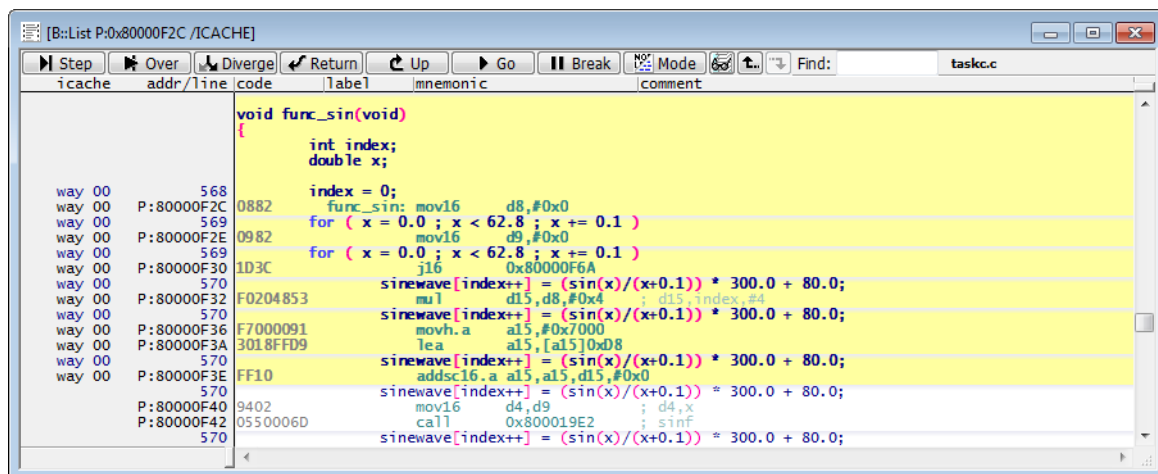 [B::List P:0x80000F2C /ICACHE]
Step Over Diverge Return Up Go Break Mode t.. Find: taskc.c
icache addr/line code label mnemonic comment
void func_sin(void)
{
int index;
double x;
way 00 568 index = 0;
way 00 P:80000F2C 0882 func_sin: mov16 d8,#0x0
way 00 569 for ( x = 0.0 ; x < 62.8 ; x += 0.1 )
way 00 P:80000F2E 0982 mov16 d9,#0x0
way 00 569 for ( x = 0.0 ; x < 62.8 ; x += 0.1 )
way 00 P:80000F30 1D3C j16 0x80000F6A
way 00 570 sinewave[index++] = (sin(x)/(x+0.1)) * 300.0 + 80.0;
way 00 P:80000F32 F0204853 mul d15,d8,#0x4 ; d15,index,#4
way 00 570 sinewave[index++] = (sin(x)/(x+0.1)) * 300.0 + 80.0;
way 00 P:80000F36 F7000091 movh.a a15,#0x7000
way 00 P:80000F3A 3018FFD9 lea a15,[a15]0xD8
way 00 570 sinewave[index++] = (sin(x)/(x+0.1)) * 300.0 + 80.0;
way 00 P:80000F3E FF10 addsc16.a a15,a15,d15,#0x0
570 sinewave[index++] = (sin(x)/(x+0.1)) * 300.0 + 80.0;
P:80000F40 9402 mov16 d4,d9 ; d4,x
P:80000F42 0550006D call 0x800019E2 ; sinf
570 sinewave[index++] = (sin(x)/(x+0.1)) * 300.0 + 80.0;